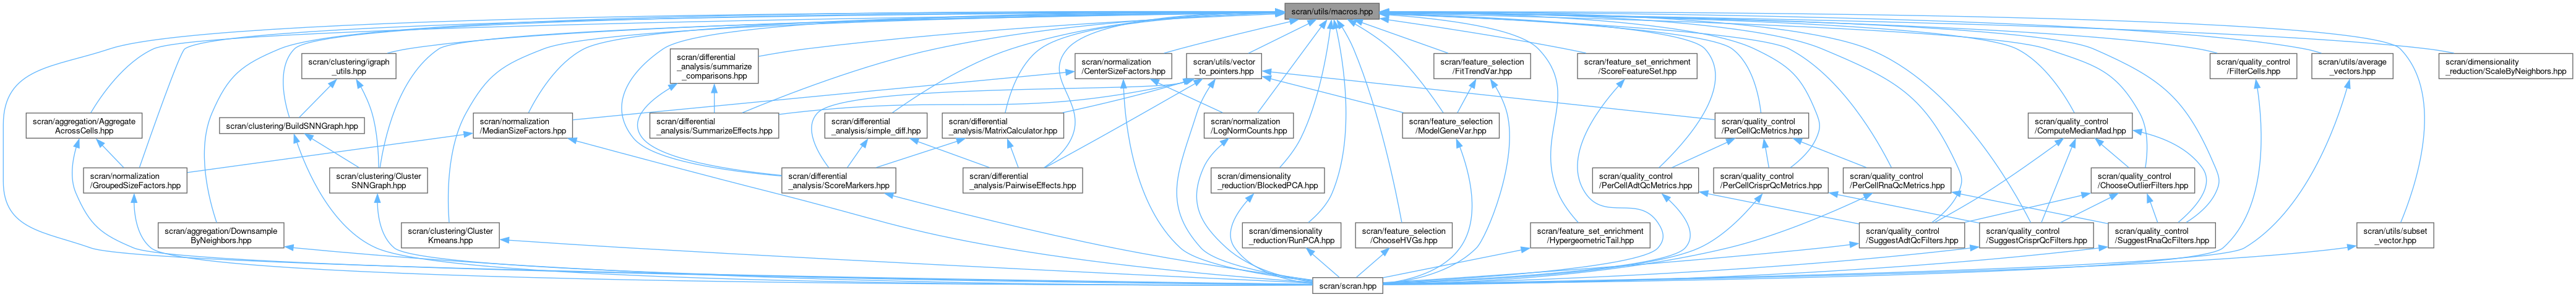 scran/utils/macros.hpp
scran/clustering/igraph
_utils.hpp
scran/differential
_analysis/summarize
_comparisons.hpp
scran/normalization
/CenterSizeFactors.hpp
scran/utils/vector
_to_pointers.hpp
scran/feature_selection
/FitTrendVar.hpp
scran/feature_set_enrichment
/ScoreFeatureSet.hpp
scran/quality_control
/FilterCells.hpp
scran/utils/average
_vectors.hpp
scran/dimensionality
_reduction/ScaleByNeighbors.hpp
scran/aggregation/Aggregate
AcrossCells.hpp
scran/clustering/BuildSNNGraph.hpp
scran/normalization
/MedianSizeFactors.hpp
scran/differential
_analysis/SummarizeEffects.hpp
scran/differential
_analysis/simple_diff.hpp
scran/differential
_analysis/MatrixCalculator.hpp
scran/normalization
/LogNormCounts.hpp
scran/feature_selection
/ModelGeneVar.hpp
scran/quality_control
/PerCellQcMetrics.hpp
scran/quality_control
/ComputeMedianMad.hpp
scran/normalization
/GroupedSizeFactors.hpp
scran/clustering/Cluster
SNNGraph.hpp
scran/differential
_analysis/ScoreMarkers.hpp
scran/differential
_analysis/PairwiseEffects.hpp
scran/dimensionality
_reduction/BlockedPCA.hpp
scran/quality_control
/PerCellAdtQcMetrics.hpp
scran/quality_control
/PerCellCrisprQcMetrics.hpp
scran/quality_control
/PerCellRnaQcMetrics.hpp
scran/quality_control
/ChooseOutlierFilters.hpp
scran/aggregation/Downsample
ByNeighbors.hpp
scran/clustering/Cluster
Kmeans.hpp
scran/dimensionality
_reduction/RunPCA.hpp
scran/feature_selection
/ChooseHVGs.hpp
scran/feature_set_enrichment
/HypergeometricTail.hpp
scran/quality_control
/SuggestAdtQcFilters.hpp
scran/quality_control
/SuggestCrisprQcFilters.hpp
scran/quality_control
/SuggestRnaQcFilters.hpp
scran/utils/subset
_vector.hpp
scran/scran.hpp